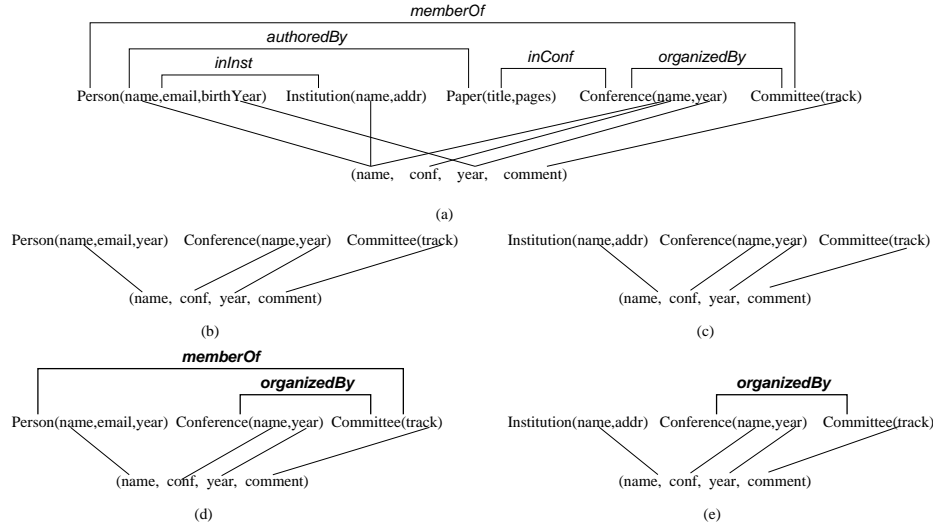 memberOf
authoredBy
inInst inConf organizedBy
Person(name,email,birthYear) Institution(name,addr) Paper(title,pages) Conference(name,year) Committee(track)
(name, conf, year, comment)
(a)
Person(name,email,year) Conference(name,year) Committee(track)
(name, conf, year, comment)
(b)
Institution(name,addr) Conference(name,year) Committee(track)
(name, conf, year, comment)
(c)
memberOf
organizedBy
Person(name,email,year) Conference(name,year) Committee(track)
(name, conf, year, comment)
(d)
organizedBy
Institution(name,addr) Conference(name,year) Committee(track)
(name, conf, year, comment)
(e)